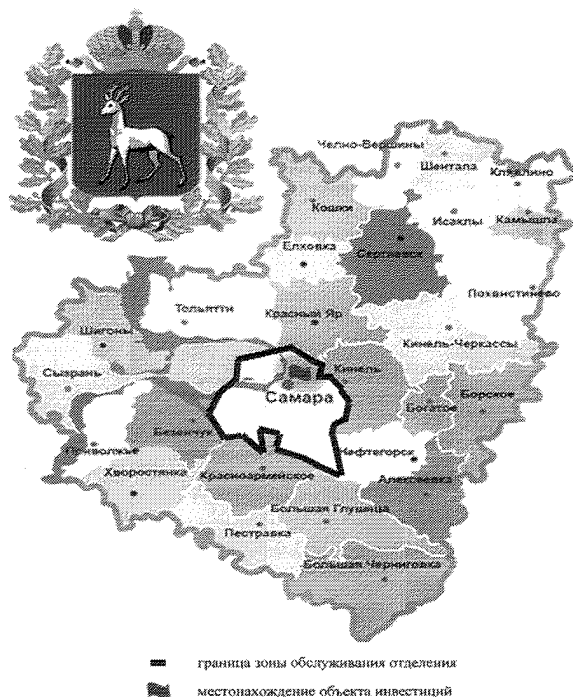 Челно-Вершины
Шентала
Клявлино
Кошки
Исаклы
Камышла
Елховка
Сергиевск
Похвистнево
Тольятти
Красный Яр
Шигоны
Кинель-Черкассы
Сызрань
Кинель
Самара
Богатое
Борское
Безенчук
Приволжье
Нефтегорск
Хворостянка
Красноармейское
Алексеевка
Большая Глушица
Пестравка
Большая Черниговка
граница зоны обслуживания отделения
местонахождение объекта инвестиций